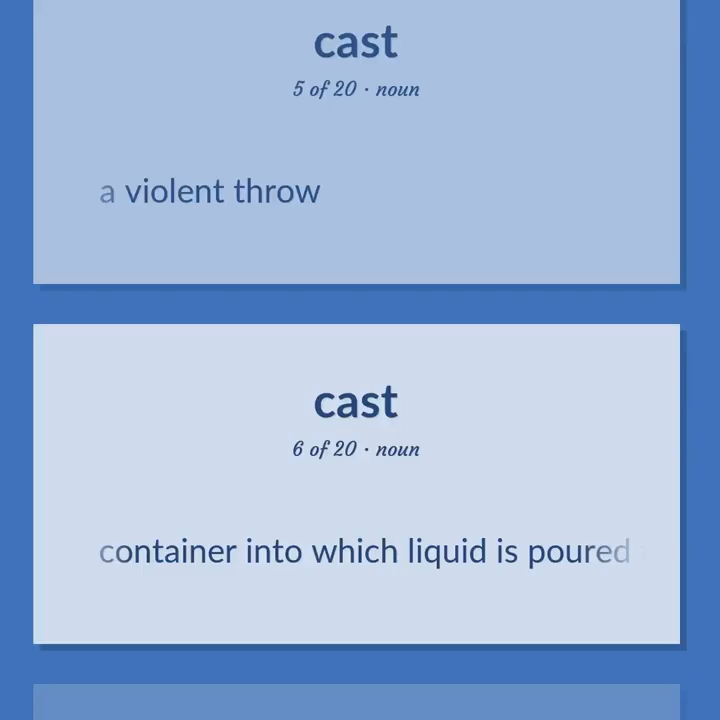 cast
5 of 20 · noun
a violent throw
cast
6 of 20 · noun
container into which liquid is poured